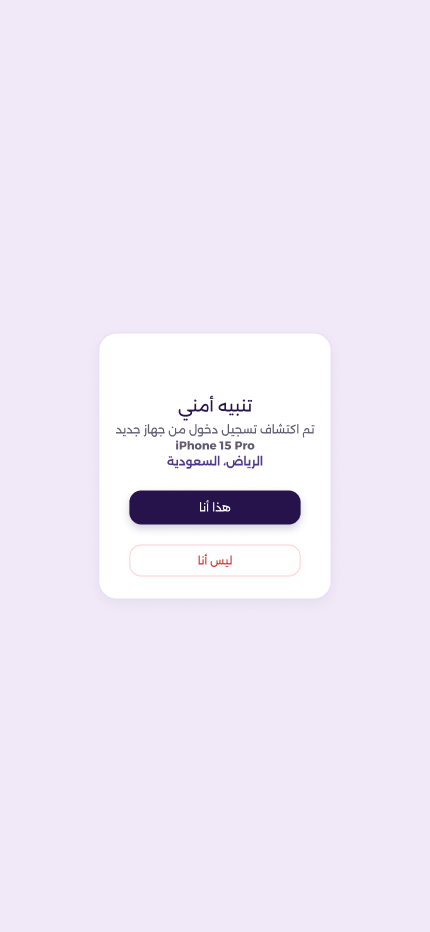 تنبيه أمني
تم اكتشاف تسجيل دخول من جهاز جديد
iPhone 15 Pro
الرياض، السعودية
هذا أنا
ليس أنا